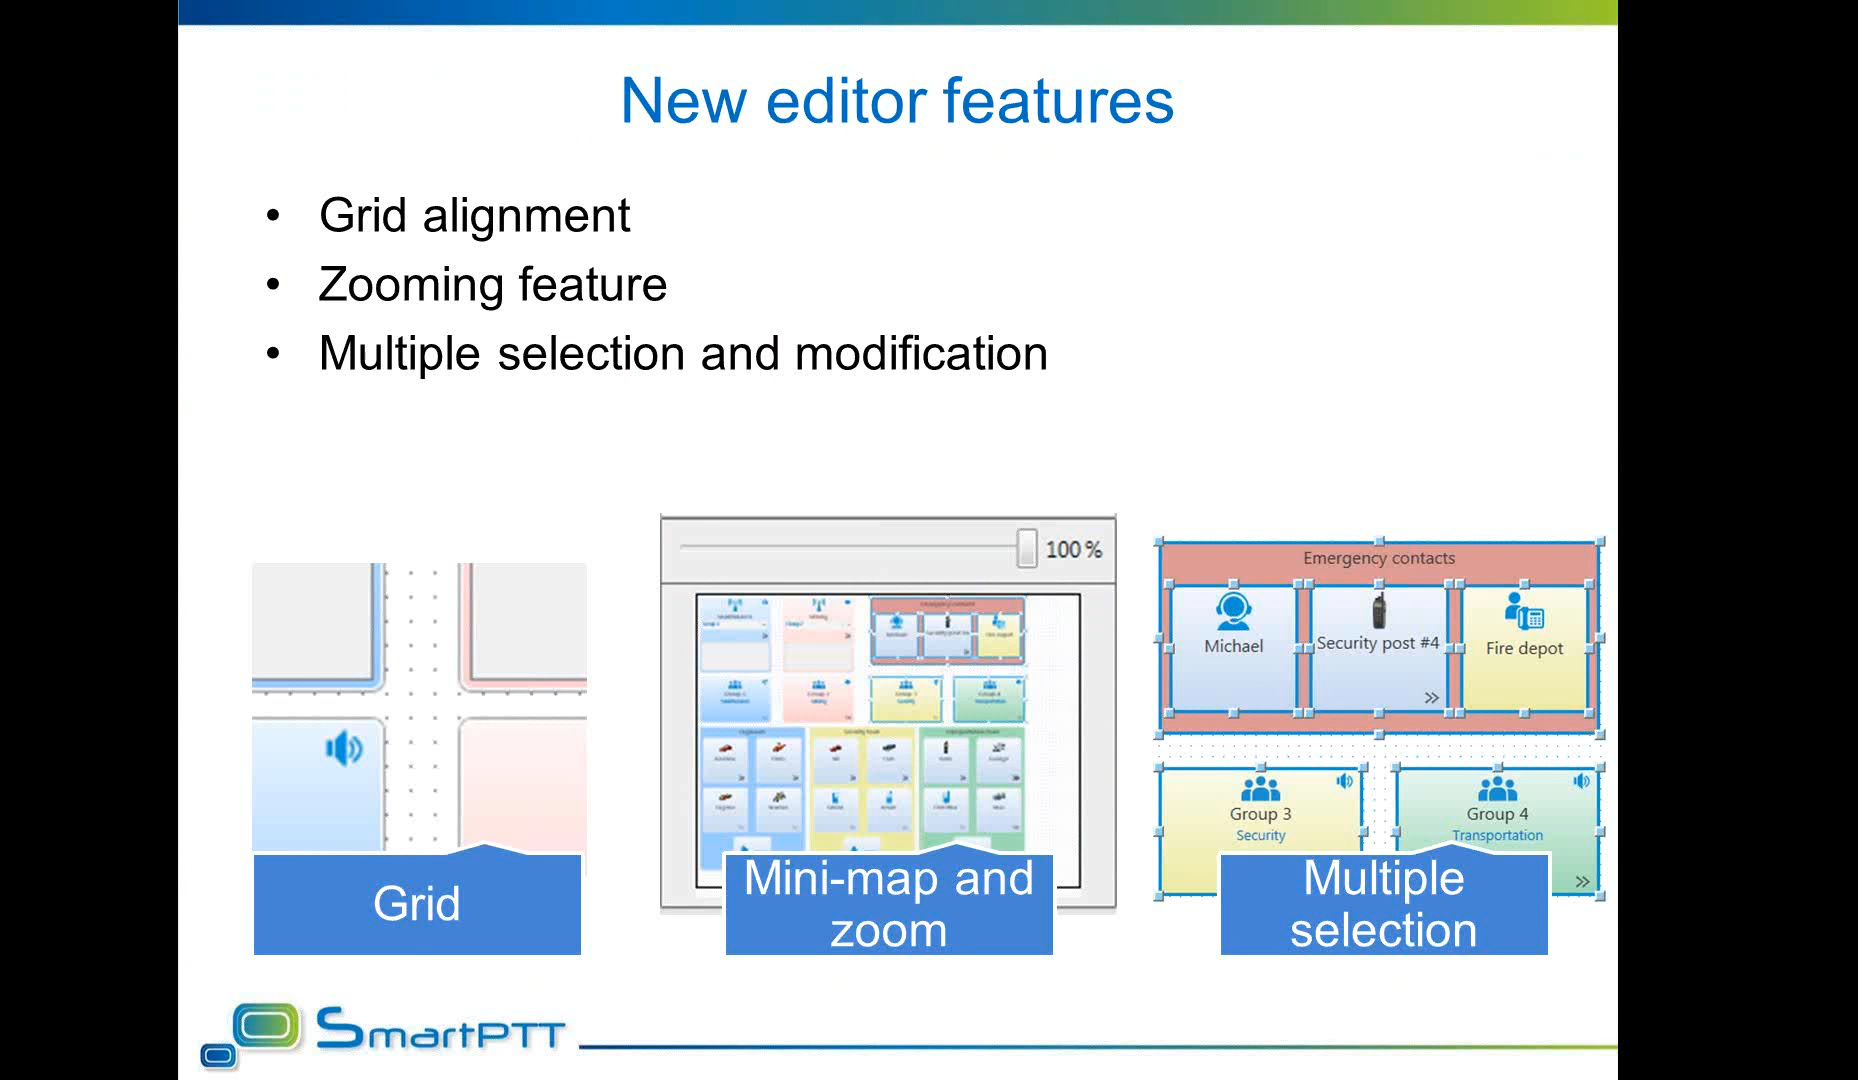 New editor features
• Grid alignment
• Zooming feature
• Multiple selection and modification
100 %
Emergency contacts
Michael
Security post #4
Fire depot
Group 3
Security
Group 4
Transportation
Grid
Mini-map and
zoom
Multiple
selection
SmartPTT